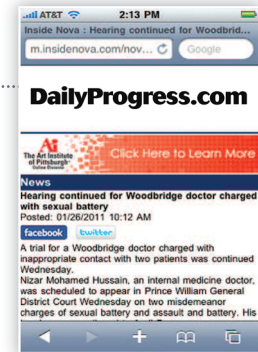 AT&T 2:13 PM
Inside Nova : Hearing continued for Woodbrid...
m.insidenova.com/nov... Google
DailyProgress.com
Ai
The Art Institute
of Pittsburgh
Online Division
Click Here to Learn More
News
Hearing continued for Woodbridge doctor charged
with sexual battery
Posted: 01/26/2011 10:12 AM
facebook twitter
A trial for a Woodbridge doctor charged with
inappropriate contact with two patients was continued
Wednesday.
Nizar Mohamed Hussain, an internal medicine doctor,
was scheduled to appear in Prince William General
District Court Wednesday on two misdemeanor
charges of sexual battery and assault and battery. His